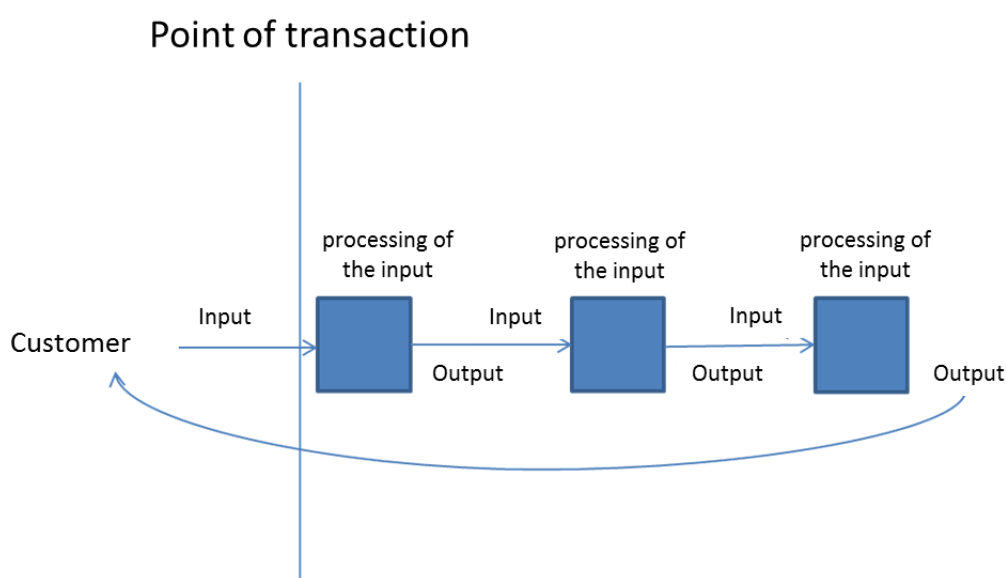 Point of transaction
processing of
the input
processing of
the input
processing of
the input
Input
Input
Input
Customer
Output
Output
Output